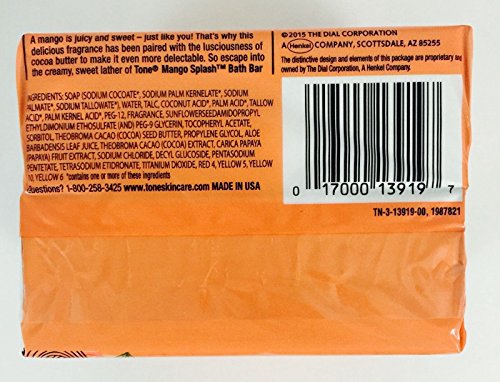 A mango is juicy and sweet – just like you! That's why this
delicious fragrance has been paired with the lusciousness of
cocoa butter to make it even more delectable. So escape into
the creamy, sweet lather of Tone® Mango Splash™ Bath Bar
INGREDIENTS: SOAP (SODIUM COCOATE*, SODIUM PALM KERNELATE*, SODIUM
PALMATE*, SODIUM TALLOWATE*), WATER, TALC, COCONUT ACID*, PALM ACID*, TALLOW
ACID*, PALM KERNEL ACID*, PEG-12, FRAGRANCE, SUNFLOWERSEEDAMIDOPROPYL
ETHYLDIMONIUM ETHOSULFATE (AND) PEG-9 GLYCERIN, TOCOPHERYL ACETATE,
SORBITOL, THEOBROMA CACAO (COCOA) SEED BUTTER, PROPYLENE GLYCOL, ALOE
BARBADENSIS LEAF JUICE, THEOBROMA CACAO (COCOA) EXTRACT, CARICA PAPAYA
(PAPAYA) FRUIT EXTRACT, SODIUM CHLORIDE, DECYL GLUCOSIDE, PENTASODIUM
PENTETATE, TETRASODIUM ETIDRONATE, TITANIUM DIOXIDE, RED 4, YELLOW 5, YELLOW
10, YELLOW 6 *contains one or more of these ingredients
Questions? 1-800-258-3425 www.toneskincare.com MADE IN USA
©2015 THE DIAL CORPORATION
A Henkel COMPANY, SCOTTSDALE, AZ 85255
The distinctive design and elements of this package are proprietary and
owned by The Dial Corporation, A Henkel Company.
0 17000 13919 7
TN-3-13919-00, 1987821